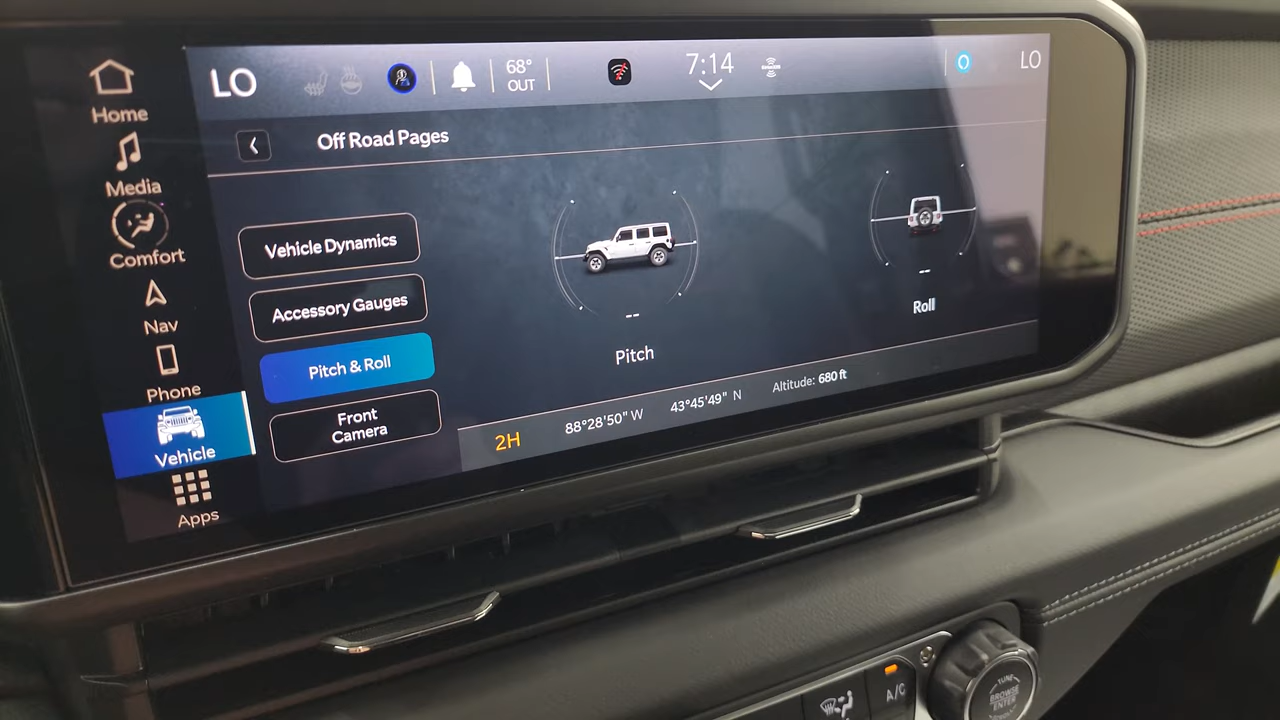 LO
68°
OUT
7:14
LO
Home
Media
Comfort
Nav
Phone
Vehicle
Apps
Off Road Pages
Vehicle Dynamics
Accessory Gauges
Pitch & Roll
Front
Camera
--
Pitch
--
Roll
2H
88°28'50" W
43°45'49" N
Altitude: 680 ft
A/C
TUNE
BROWSE
ENTER